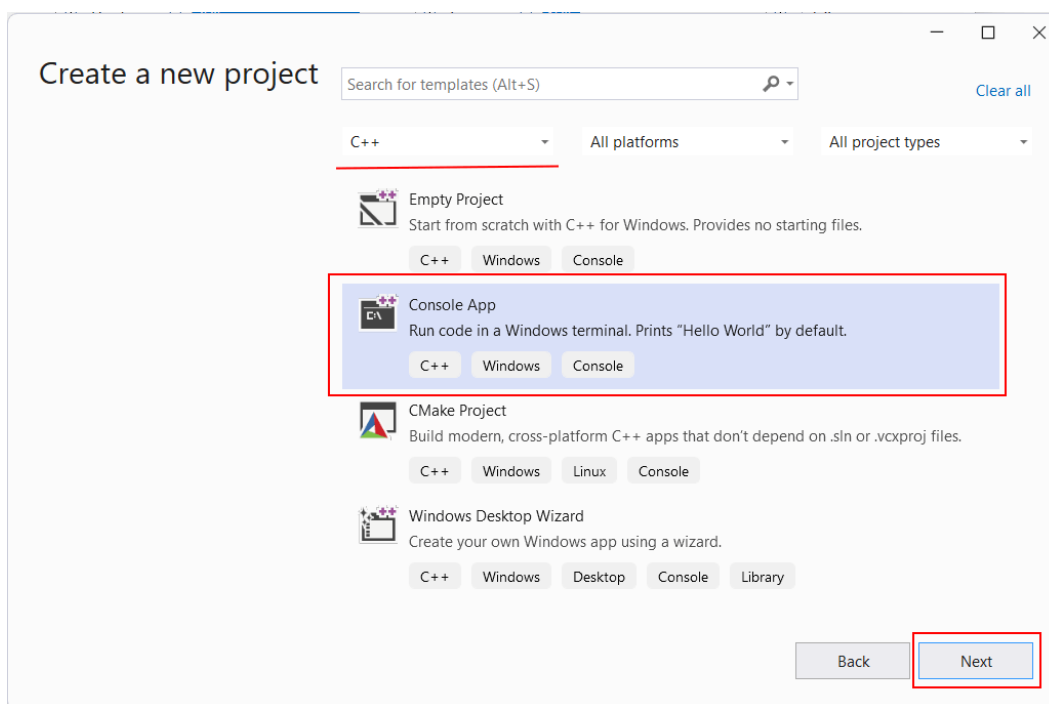 Create a new project
Search for templates (Alt+S)
Clear all
C++
All platforms
All project types
Empty Project
Start from scratch with C++ for Windows. Provides no starting files.
C++ Windows Console
C:\
Console App
Run code in a Windows terminal. Prints “Hello World” by default.
C++ Windows Console
CMake Project
Build modern, cross-platform C++ apps that don’t depend on .sln or .vcxproj files.
C++ Windows Linux Console
Windows Desktop Wizard
Create your own Windows app using a wizard.
C++ Windows Desktop Console Library
Back
Next